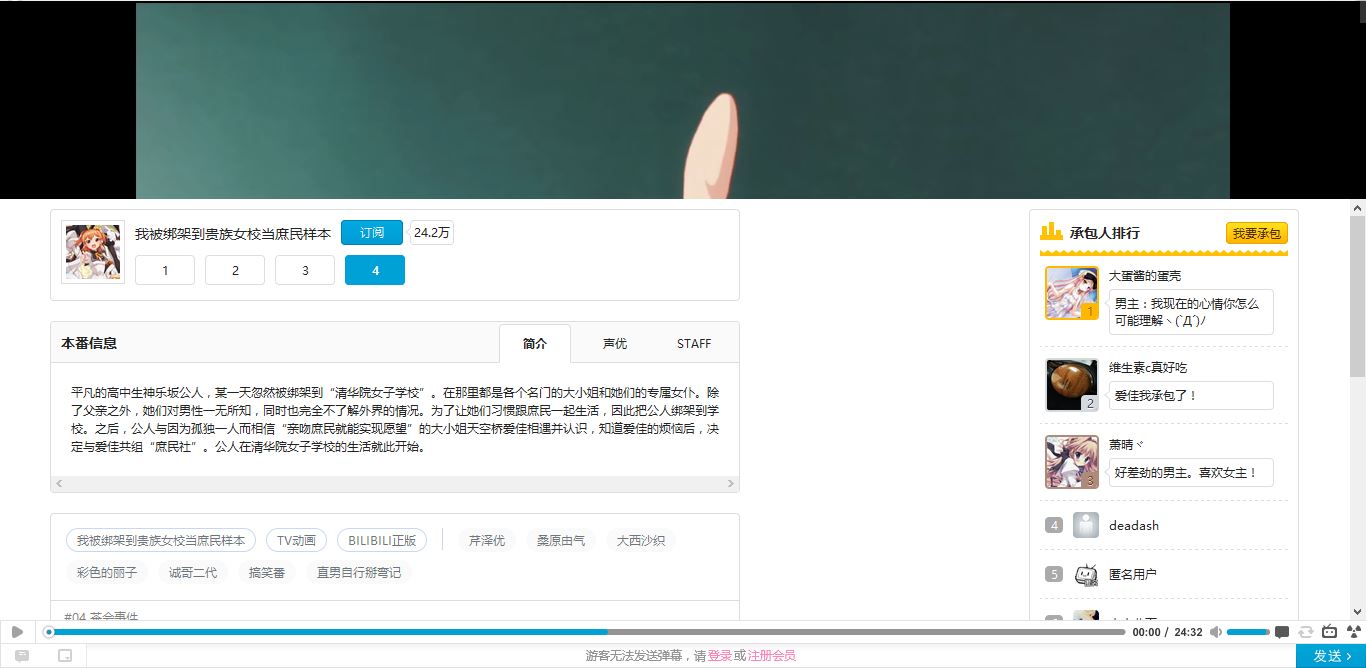 我被绑架到贵族女校当庶民样本
订阅
24.2万
1
2
3
4
本番信息
简介
声优
STAFF
平凡的高中生神乐坂公人，某一天忽然被绑架到“清华院女子学校”。在那里都是各个名门的大小姐和她们的专属女仆。除
了父亲之外，她们对男性一无所知，同时也完全不了解外界的情况。为了让她们习惯跟庶民一起生活，因此把公人绑架到学
校。之后，公人与因为孤独一人而相信“亲吻庶民就能实现愿望”的大小姐天空桥爱佳相遇并认识，知道爱佳的烦恼后，决
定与爱佳共组“庶民社”。公人在清华院女子学校的生活就此开始。
我被绑架到贵族女校当庶民样本
TV动画
BILIBILI正版
芹泽优
桑原由气
大西沙织
彩色的丽子
诚哥二代
搞笑番
直男自行掰弯记
#04 茶会事件
承包人排行
我要承包
大蛋酱的蛋壳
1
男主：我现在的心情你怎么
可能理解ヽ(`Д´)ﾉ
维生素c真好吃
2
爱佳我承包了！
萧晴ヾ
3
好差劲的男主。喜欢女主！
4
deadash
5
匿名用户
00:00 / 24:32
游客无法发送弹幕，请登录或注册会员
发送 ›